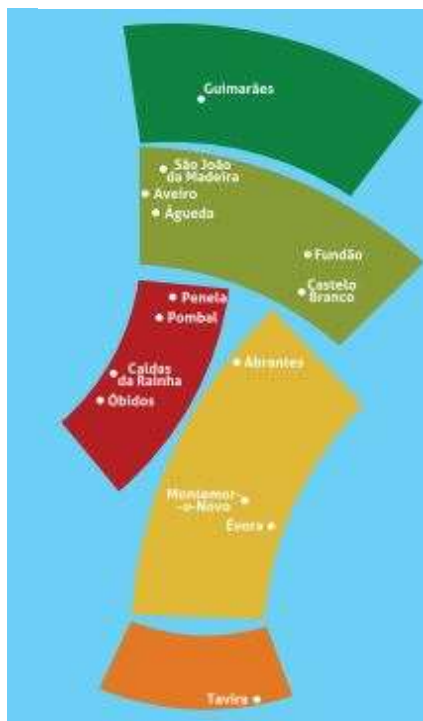 Guimarães
São João
da Madeira
Aveiro
Águeda
Fundão
Castelo
Branco
Penela
Pombal
Abrantes
Caldas
da Rainha
Óbidos
Montemor-
-o-Novo
Évora
Tavira